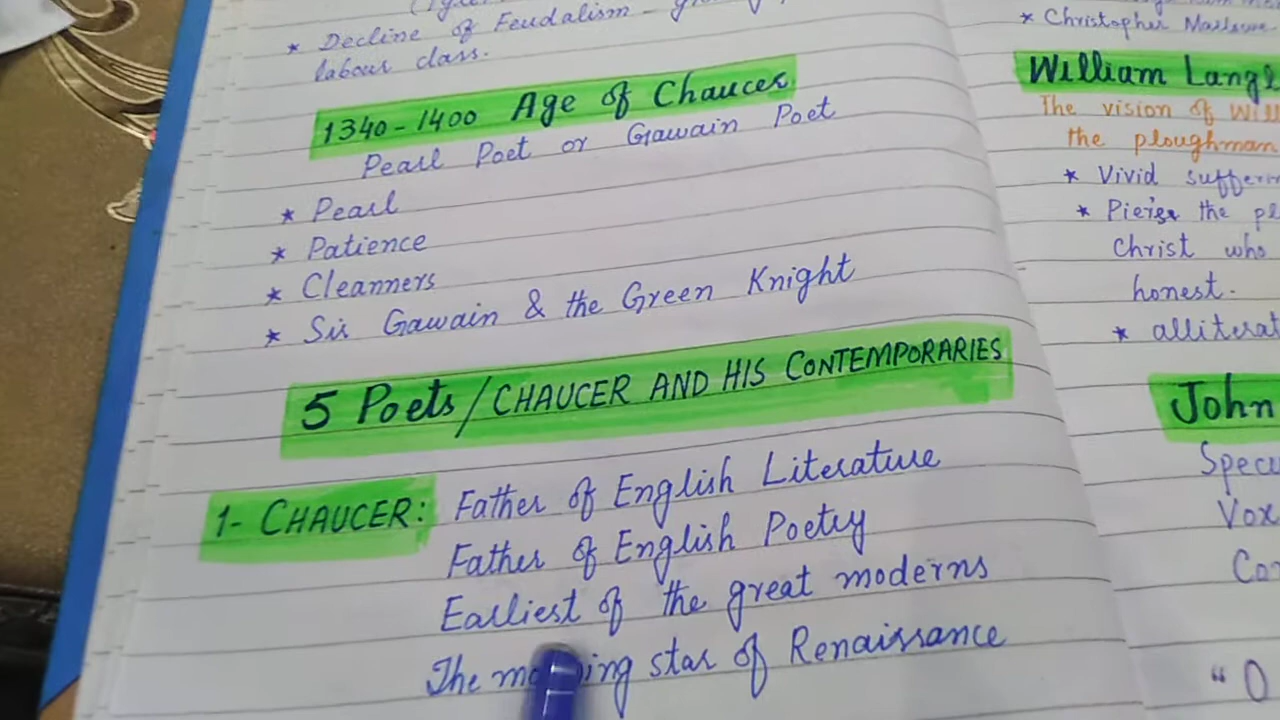 * Decline of Feudalism -
labour class.
1340-1400 Age of Chaucer
Pearl Poet or Gawain Poet
* Pearl
* Patience
* Cleanners
* Sir Gawain & the Green Knight
5 Poets/CHAUCER AND HIS CONTEMPORARIES
1- CHAUCER: Father of English Literature
Father of English Poetry
Earliest of the great moderns
The star of Renaissance
* Christopher Marlowe.
William
The vision of
the ploughman
* Vivid
* the
Christ who
honest.
*
John
Vox
" O